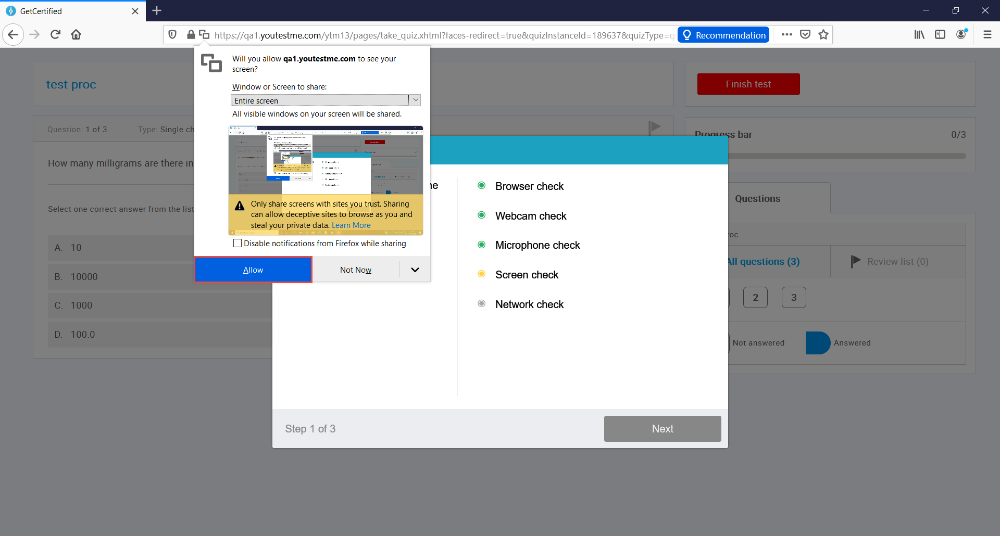 GetCertified
https://qa1.youtestme.com/ytm13/pages/take_quiz.xhtml?faces-redirect=true&quizInstanceId=189637&quizType=q
Recommendation
Will you allow qa1.youtestme.com to see your
screen?
Window or Screen to share:
Entire screen
All visible windows on your screen will be shared.
Only share screens with sites you trust. Sharing
can allow deceptive sites to browse as you and
steal your private data. Learn More
Disable notifications from Firefox while sharing
Allow
Not Now
test proc
Finish test
Question: 1 of 3
Type: Single ch
Progress bar
0/3
How many milligrams are there in
Select one correct answer from the list
A. 10
B. 10000
C. 1000
D. 100.0
Browser check
Webcam check
Microphone check
Screen check
Network check
Step 1 of 3
Next
Questions
All questions (3)
Review list (0)
2
3
Not answered
Answered